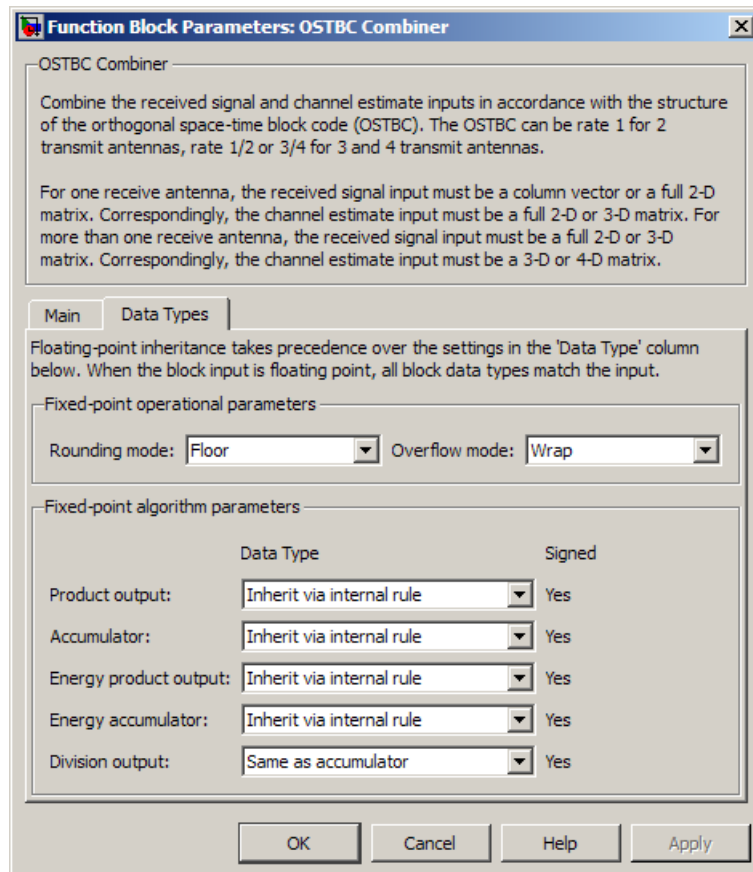 Function Block Parameters: OSTBC Combiner
OSTBC Combiner
Combine the received signal and channel estimate inputs in accordance with the structure
of the orthogonal space-time block code (OSTBC). The OSTBC can be rate 1 for 2
transmit antennas, rate 1/2 or 3/4 for 3 and 4 transmit antennas.
For one receive antenna, the received signal input must be a column vector or a full 2-D
matrix. Correspondingly, the channel estimate input must be a full 2-D or 3-D matrix. For
more than one receive antenna, the received signal input must be a full 2-D or 3-D
matrix. Correspondingly, the channel estimate input must be a 3-D or 4-D matrix.
Main Data Types
Floating-point inheritance takes precedence over the settings in the 'Data Type' column
below. When the block input is floating point, all block data types match the input.
Fixed-point operational parameters
Rounding mode: Floor Overflow mode: Wrap
Fixed-point algorithm parameters
Data Type Signed
Product output: Inherit via internal rule Yes
Accumulator: Inherit via internal rule Yes
Energy product output: Inherit via internal rule Yes
Energy accumulator: Inherit via internal rule Yes
Division output: Same as accumulator Yes
OK Cancel Help Apply